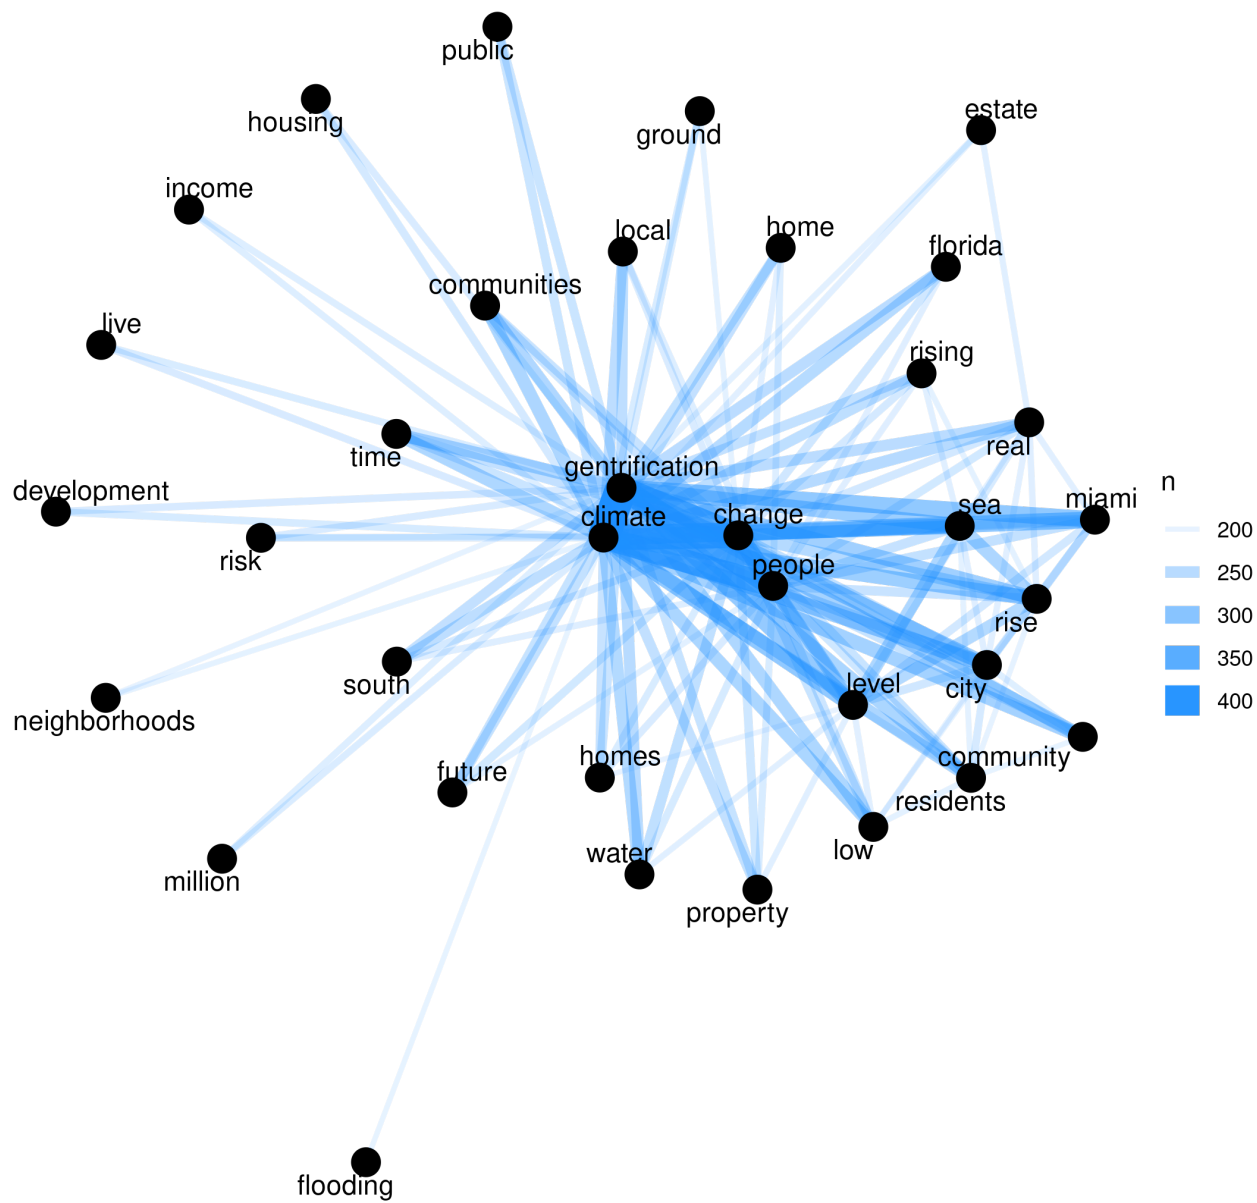 public
housing
ground
estate
income
local
home
florida
communities
live
rising
time
real
gentrification
n
development
climate
change
sea
miami
200
risk
people
250
300
rise
350
south
level
city
400
neighborhoods
homes
community
future
residents
water
low
million
property
flooding